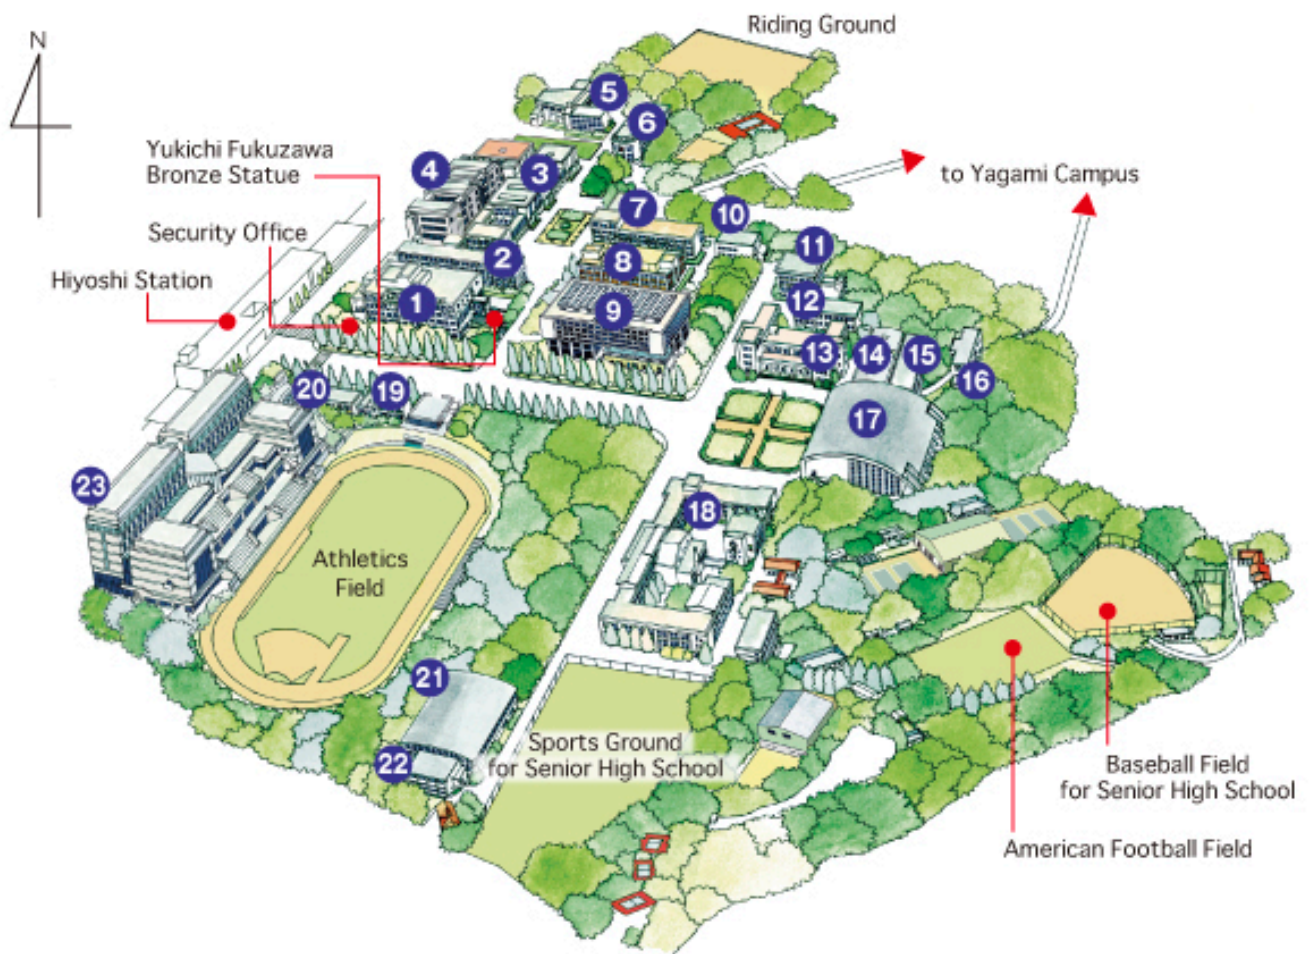 N
Riding Ground
Yukichi Fukuzawa
Bronze Statue
Security Office
Hiyoshi Station
to Yagami Campus
5
6
4
3
7
10
2
8
11
1
9
12
13
14
15
16
20
19
17
23
18
Athletics
Field
21
22
Sports Ground
for Senior High School
Baseball Field
for Senior High School
American Football Field